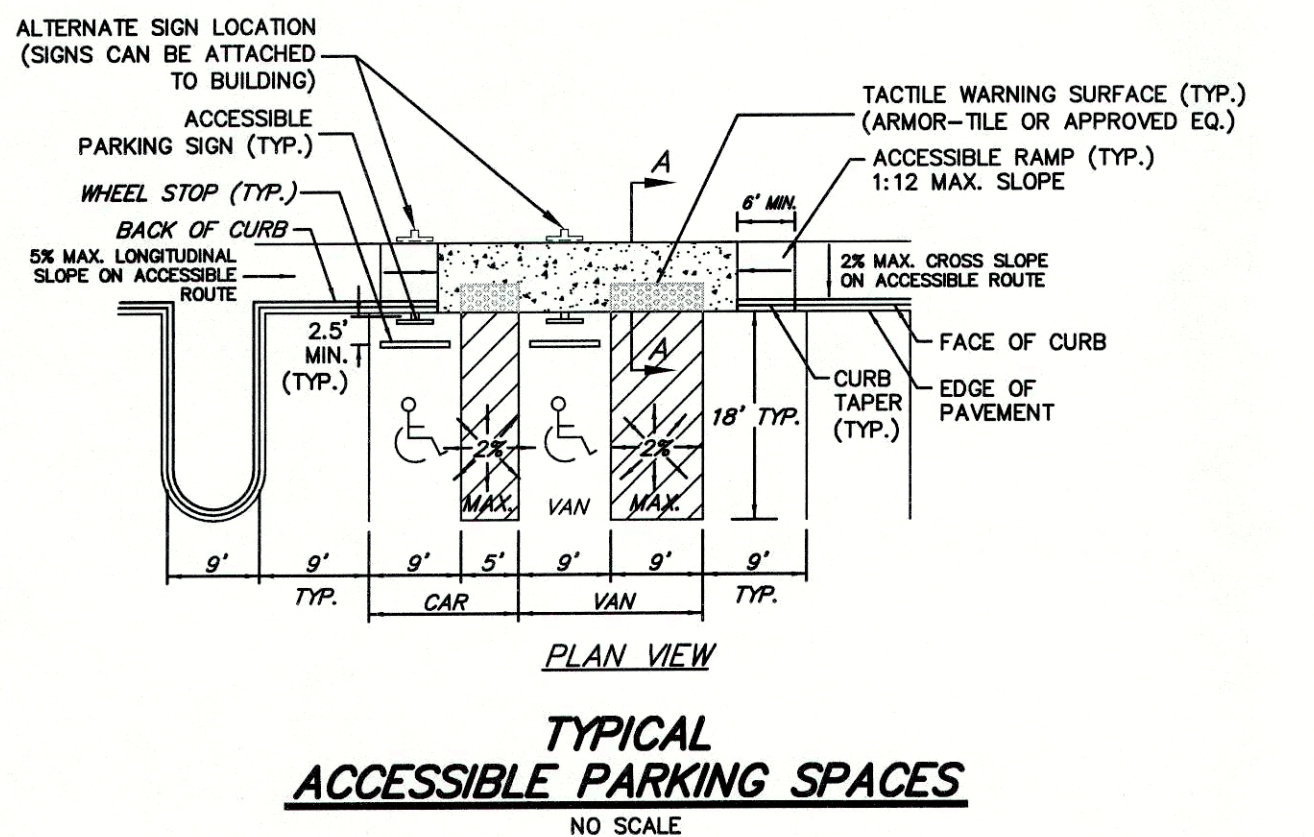 ALTERNATE SIGN LOCATION
(SIGNS CAN BE ATTACHED
TO BUILDING)
ACCESSIBLE
PARKING SIGN (TYP.)
WHEEL STOP (TYP.)
BACK OF CURB
5% MAX. LONGITUDINAL
SLOPE ON ACCESSIBLE
ROUTE
TACTILE WARNING SURFACE (TYP.)
(ARMOR-TILE OR APPROVED EQ.)
A
ACCESSIBLE RAMP (TYP.)
1:12 MAX. SLOPE
6' MIN.
2% MAX. CROSS SLOPE
ON ACCESSIBLE ROUTE
2.5'
MIN.
(TYP.)
A
FACE OF CURB
CURB
TAPER
(TYP.)
EDGE OF
PAVEMENT
18' TYP.
2%
MAX.
VAN
2%
MAX.
9'
9'
TYP.
9'
5'
9'
9'
9'
TYP.
CAR
VAN
PLAN VIEW
TYPICAL
ACCESSIBLE PARKING SPACES
NO SCALE